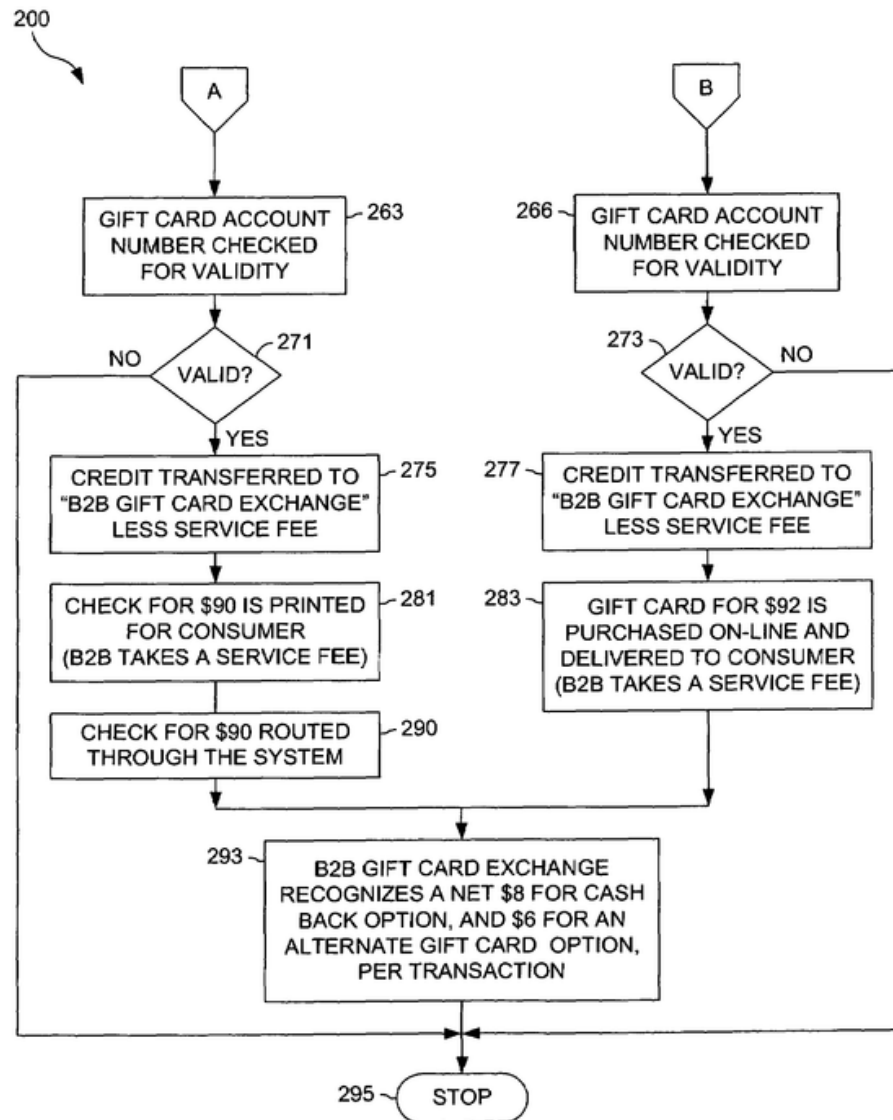 200
A
B
GIFT CARD ACCOUNT
NUMBER CHECKED
FOR VALIDITY
263
266
GIFT CARD ACCOUNT
NUMBER CHECKED
FOR VALIDITY
NO
271
VALID?
YES
273
NO
VALID?
YES
CREDIT TRANSFERRED TO
“B2B GIFT CARD EXCHANGE”
LESS SERVICE FEE
275
277
CREDIT TRANSFERRED TO
“B2B GIFT CARD EXCHANGE”
LESS SERVICE FEE
CHECK FOR $90 IS PRINTED
FOR CONSUMER
(B2B TAKES A SERVICE FEE)
281
283
GIFT CARD FOR $92 IS
PURCHASED ON-LINE AND
DELIVERED TO CONSUMER
(B2B TAKES A SERVICE FEE)
CHECK FOR $90 ROUTED
THROUGH THE SYSTEM
290
293
B2B GIFT CARD EXCHANGE
RECOGNIZES A NET $8 FOR CASH
BACK OPTION, AND $6 FOR AN
ALTERNATE GIFT CARD OPTION,
PER TRANSACTION
295
STOP